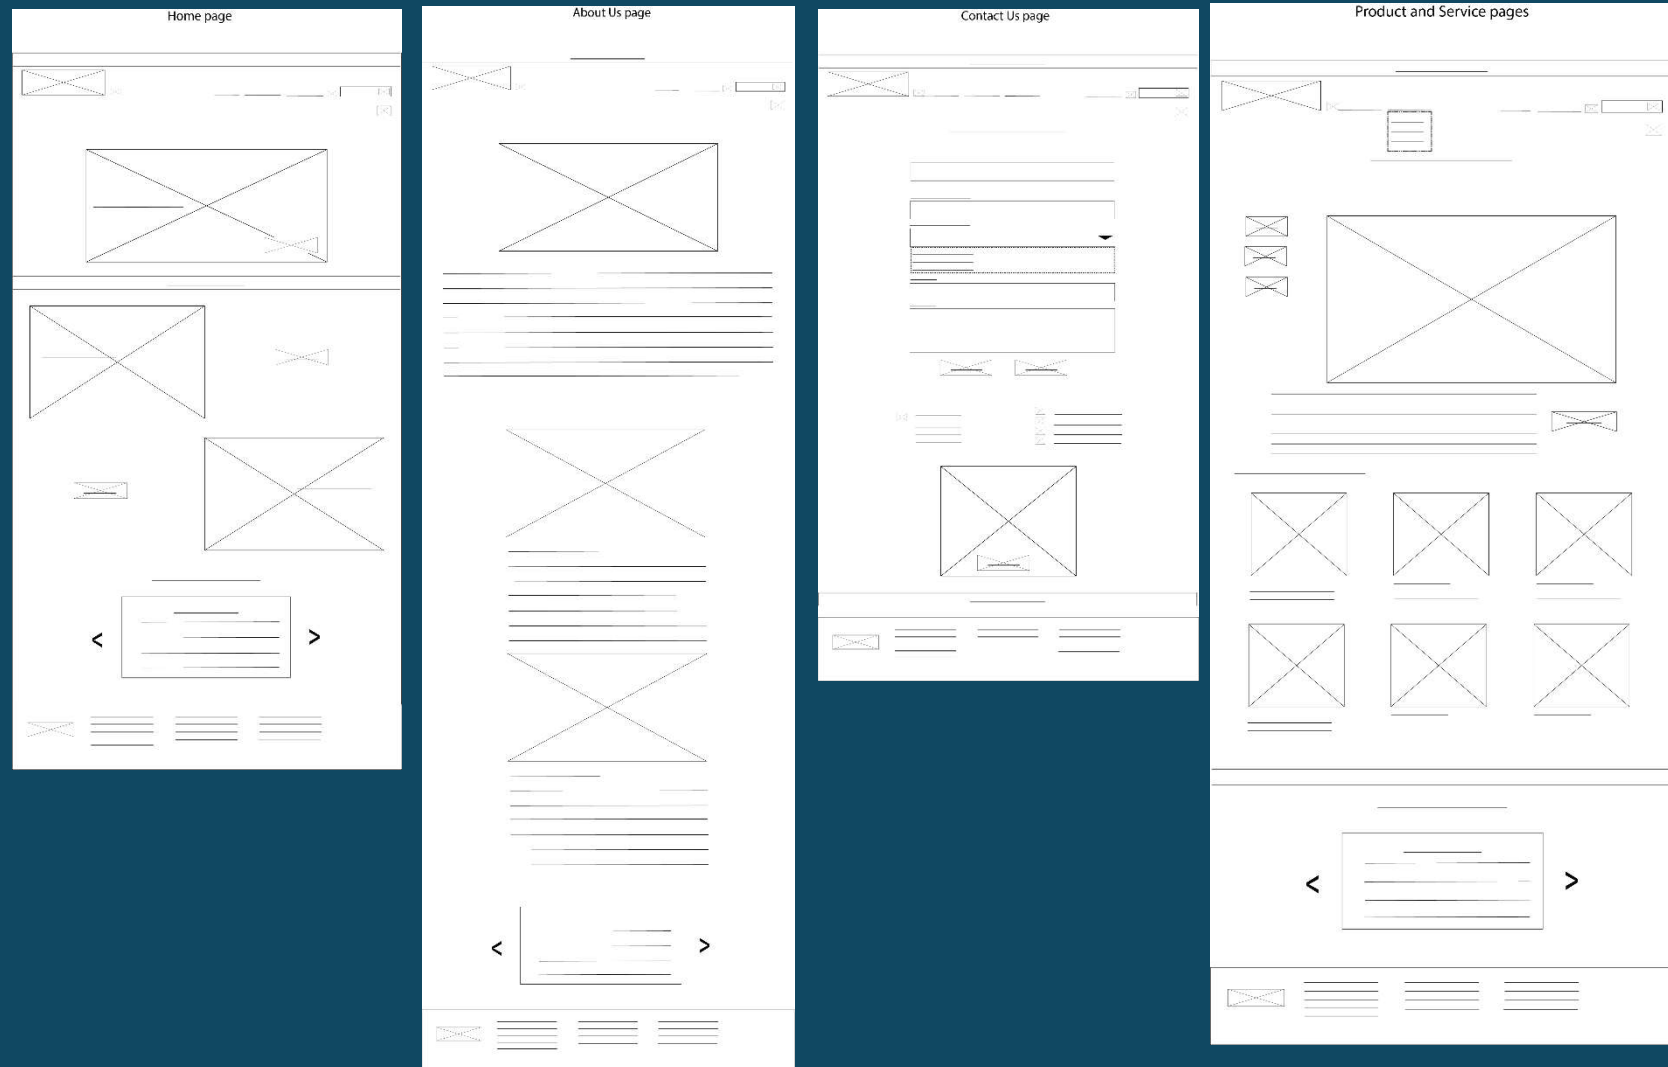 Home page
About Us page
Contact Us page
Product and Service pages
< >
< >
< >